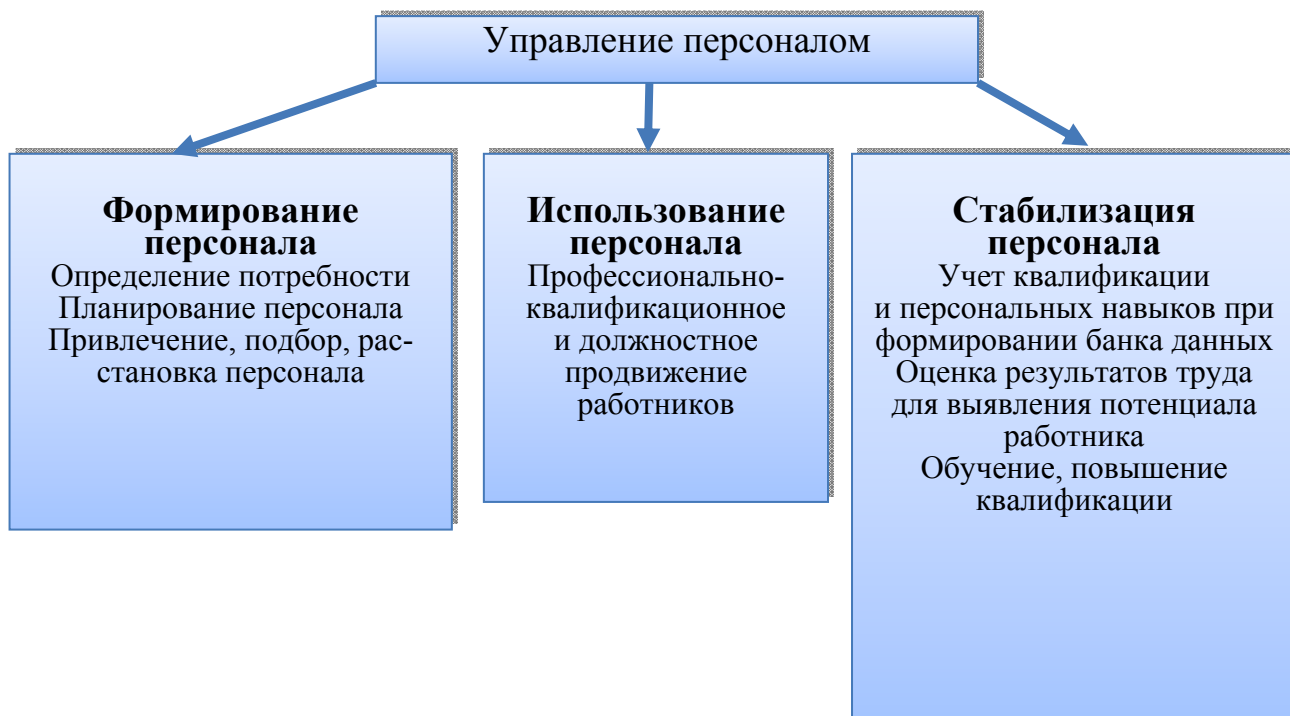 Управление персоналом
Формирование
персонала
Определение потребности
Планирование персонала
Привлечение, подбор, рас-
становка персонала
Использование
персонала
Профессионально-
квалификационное
и должностное
продвижение
работников
Стабилизация
персонала
Учет квалификации
и персональных навыков при
формировании банка данных
Оценка результатов труда
для выявления потенциала
работника
Обучение, повышение
квалификации